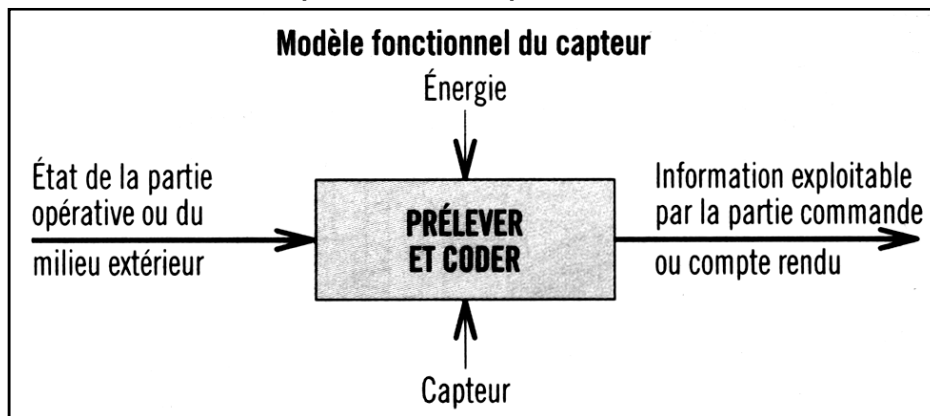 Modèle fonctionnel du capteur
Énergie
État de la partie
opérative ou du
milieu extérieur
PRÉLEVER
ET CODER
Information exploitable
par la partie commande
ou compte rendu
Capteur